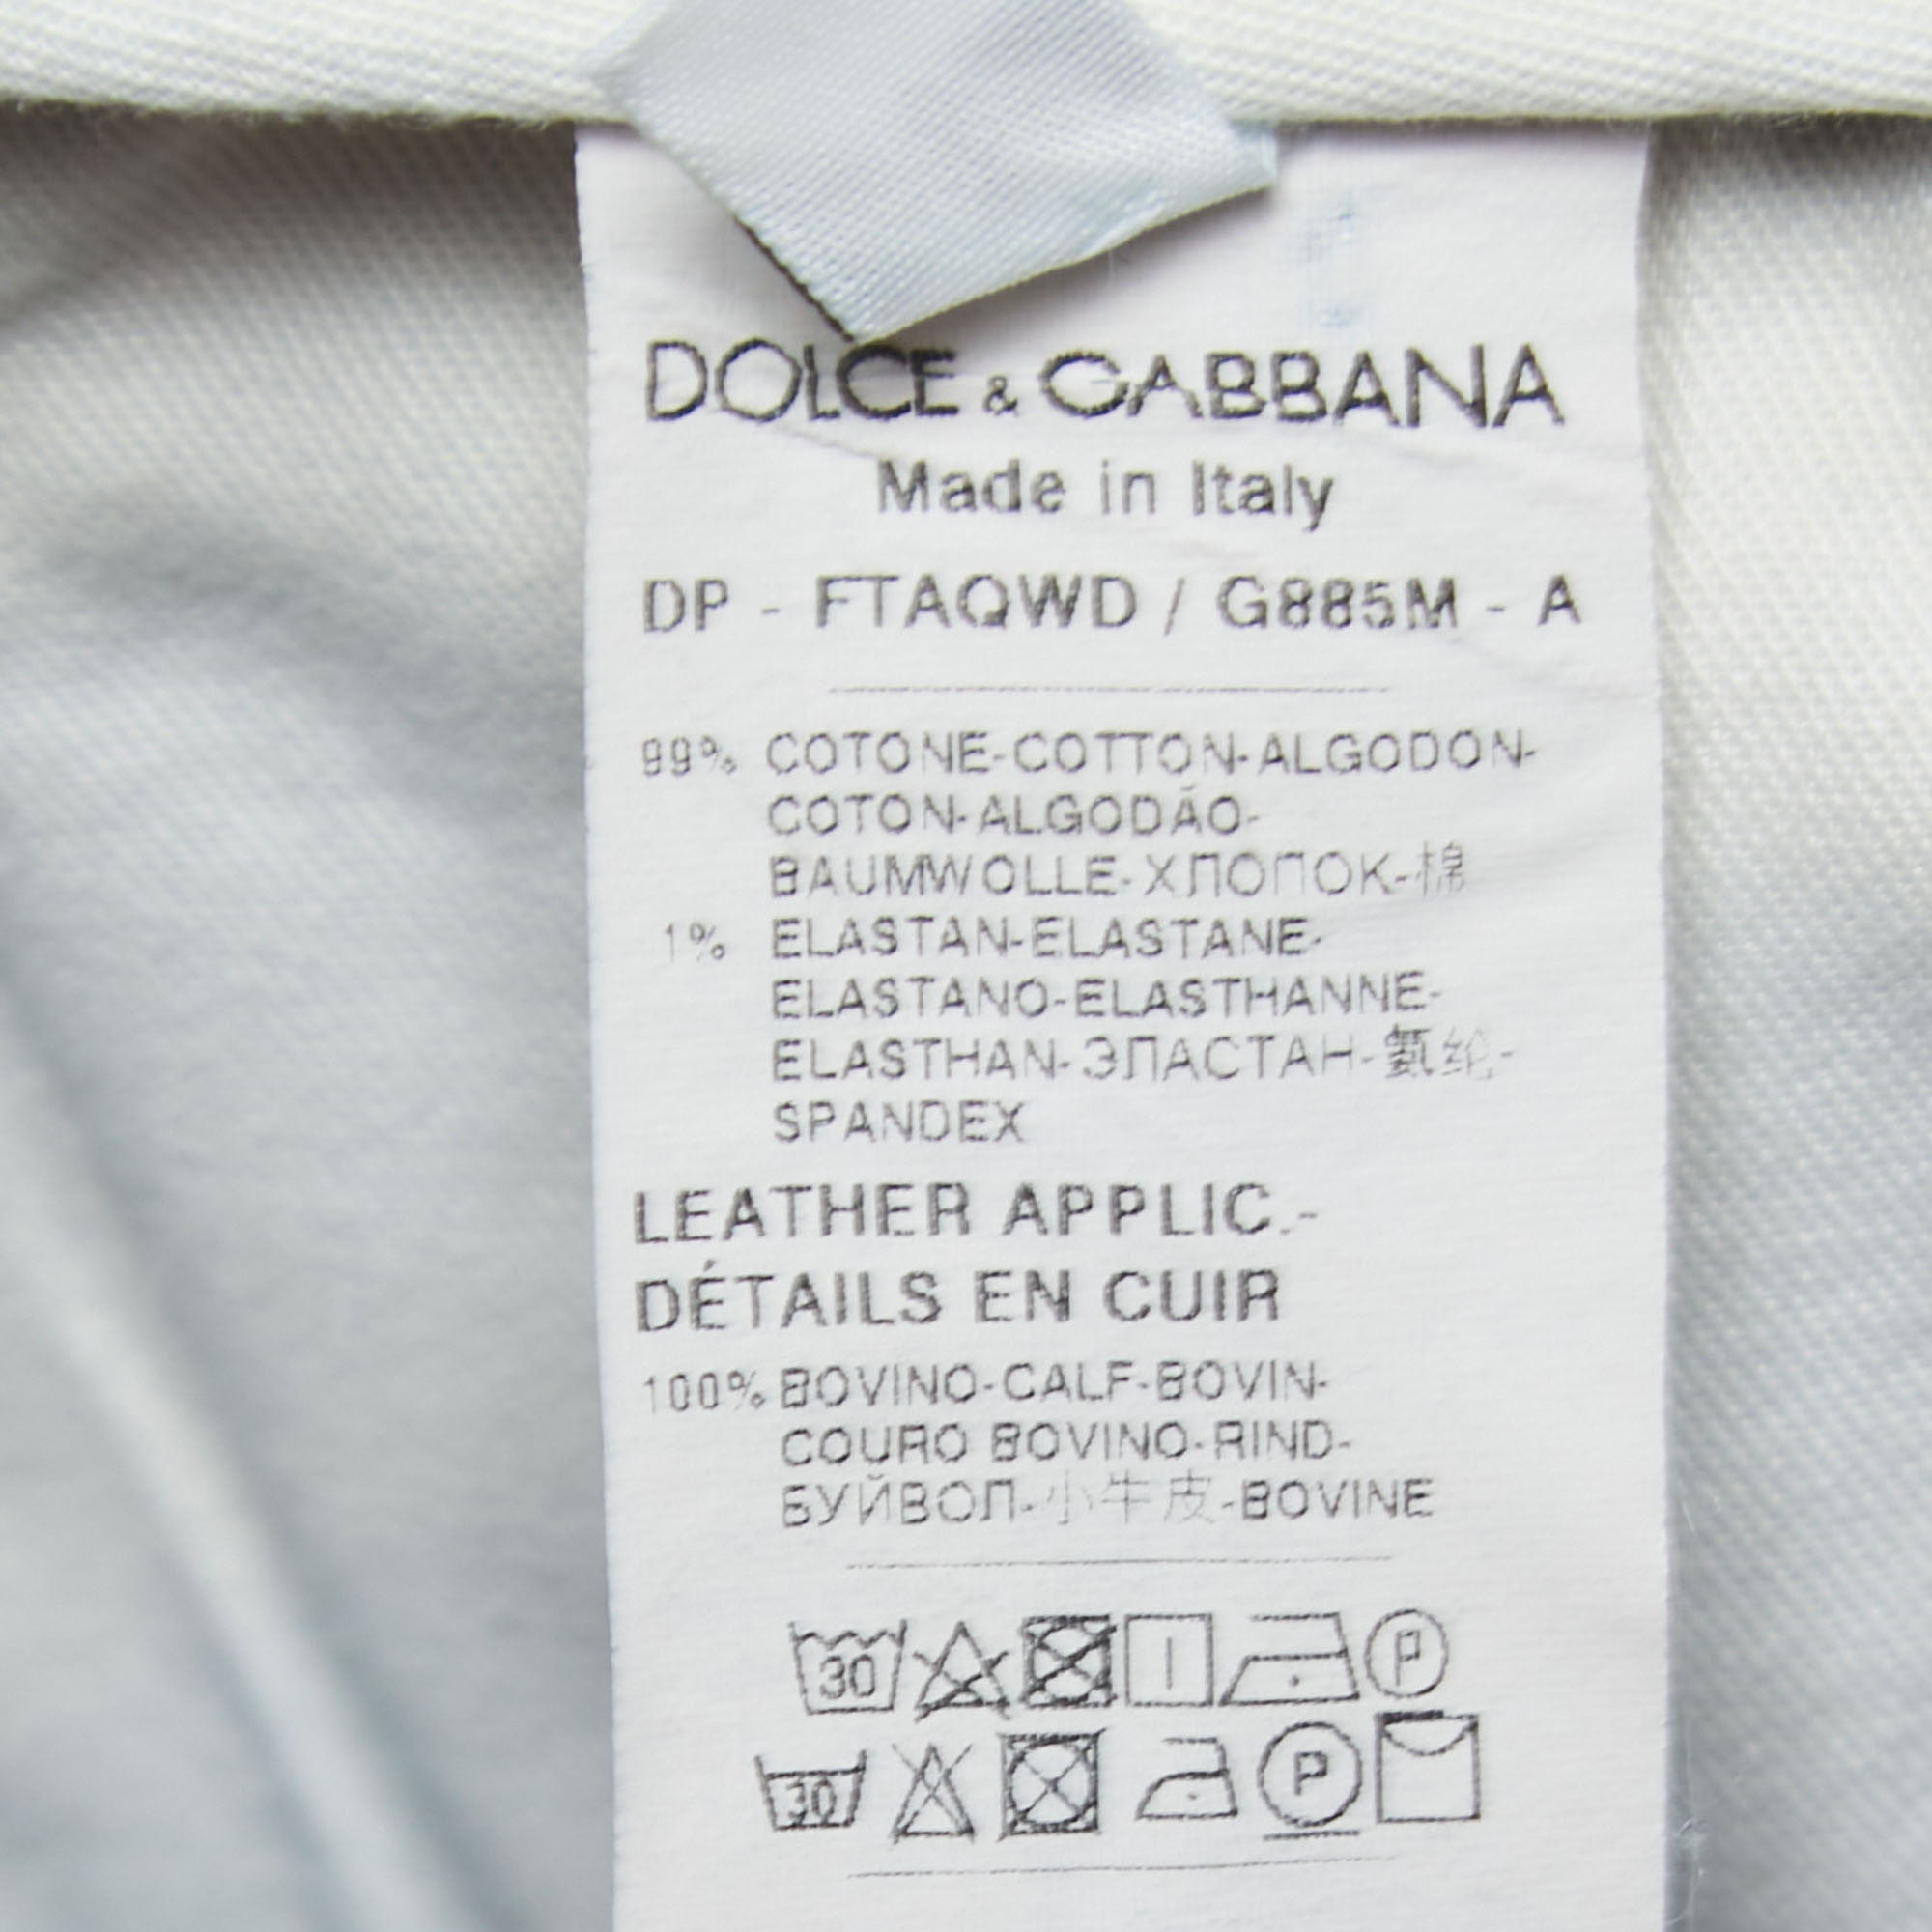 DOLCE & GABBANA
Made in Italy
DP - FTAQWD / G885M - A
99% COTONE-COTTON-ALGODON-
COTON-ALGODÃO-
BAUMWOLLE-ХЛОПОК-棉
1% ELASTAN-ELASTANE-
ELASTANO-ELASTHANNE-
ELASTHAN-ЭЛАСТАН-氨纶-
SPANDEX
LEATHER APPLIC.-
DÉTAILS EN CUIR
100% BOVINO-CALF-BOVIN-
COURO BOVINO-RIND-
БУЙВОЛ-小牛皮-BOVINE
30 P
30 P